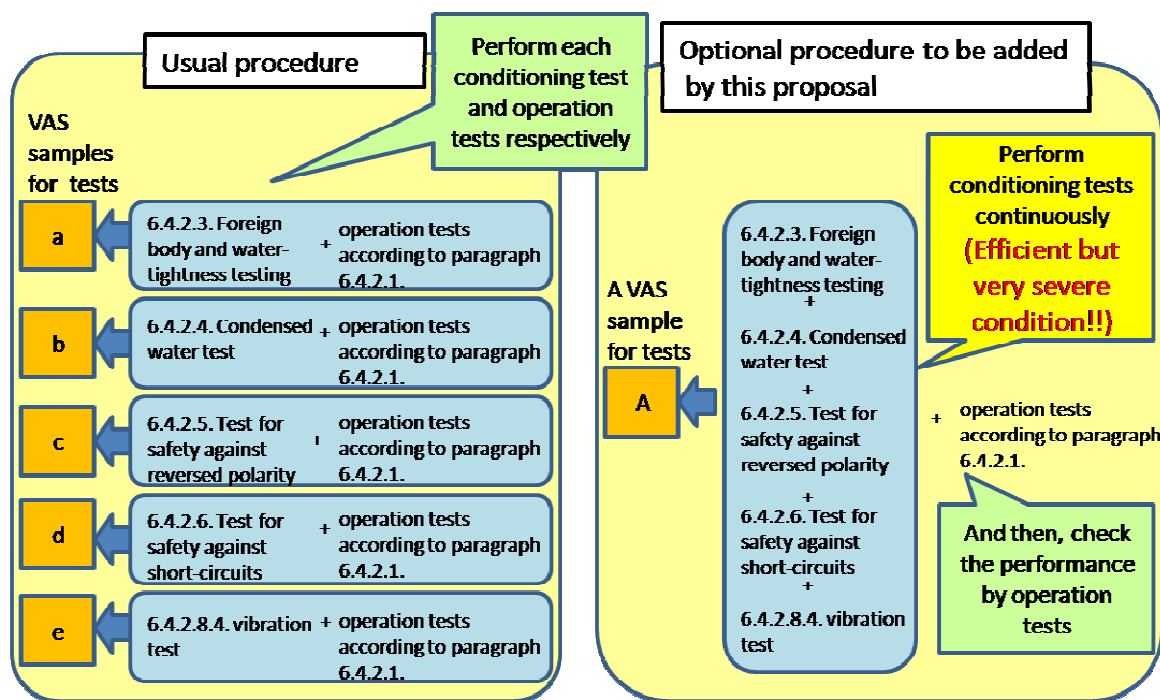 Usual procedure
Perform each
conditioning test
and operation
tests respectively
VAS
samples
for tests
a
6.4.2.3. Foreign
body and water-
tightness testing
+
operation tests
according to paragraph
6.4.2.1.
b
6.4.2.4. Condensed
water test
+
operation tests
according to paragraph
6.4.2.1.
c
6.4.2.5. Test for
safety against
reversed polarity
+
operation tests
according to paragraph
6.4.2.1.
d
6.4.2.6. Test for
safety against
short-circuits
+
operation tests
according to paragraph
6.4.2.1.
e
6.4.2.8.4. vibration
test
+
operation tests
according to paragraph
6.4.2.1.
Optional procedure to be added
by this proposal
Perform
conditioning tests
continuously
(Efficient but
very severe
condition!!)
A VAS
sample
for tests
A
6.4.2.3. Foreign
body and water-
tightness testing
+
6.4.2.4. Condensed
water test
+
6.4.2.5. Test for
safety against
reversed polarity
+
6.4.2.6. Test for
safety against
short-circuits
+
6.4.2.8.4. vibration
test
+
operation tests
according to paragraph
6.4.2.1.
And then, check
the performance
by operation
tests